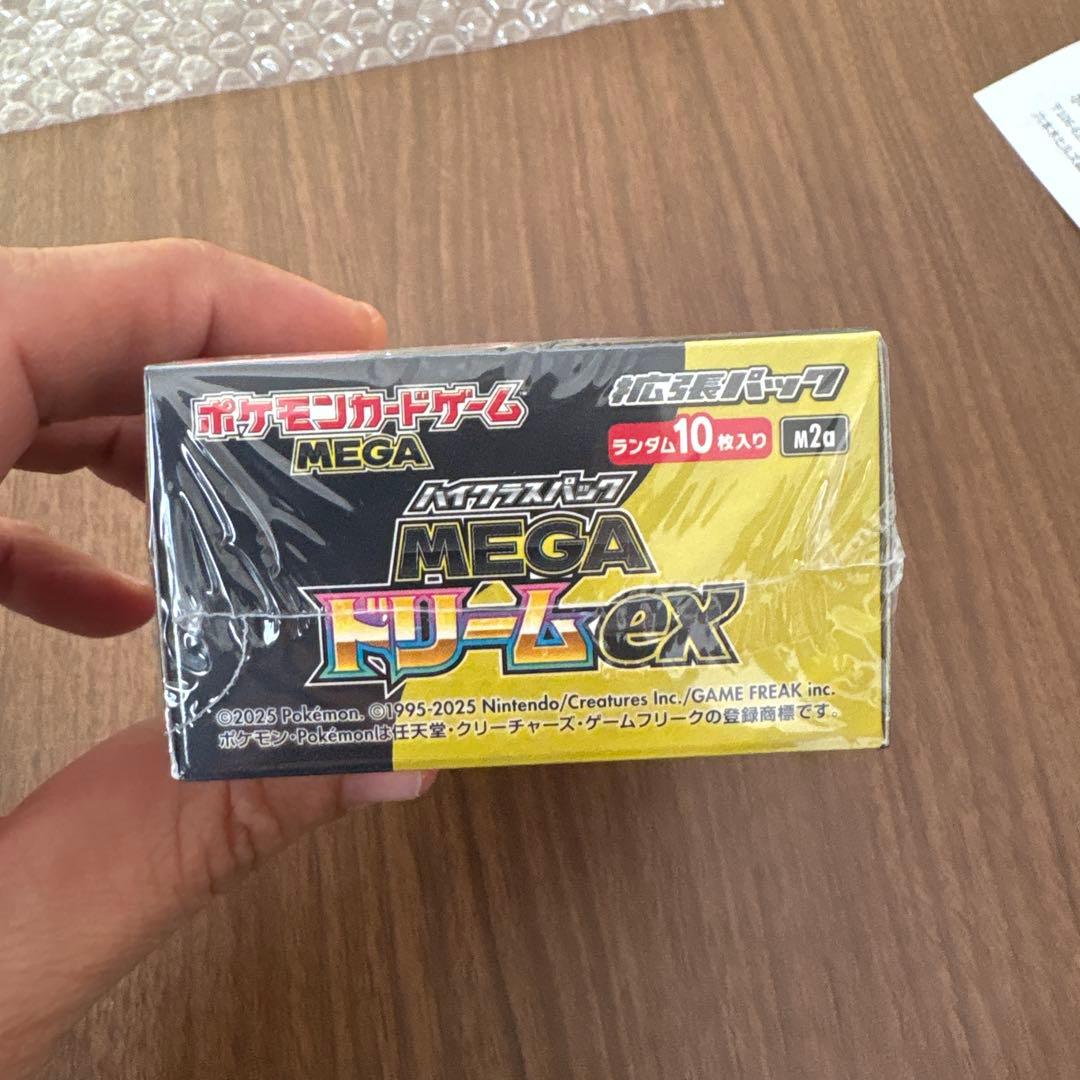 ポケモンカードゲーム
MEGA
拡張パック
ランダム10枚入り M2a
ハイクラスパック
MEGA
ドリームex
©2025 Pokémon. ©1995-2025 Nintendo/Creatures Inc./GAME FREAK inc.
ポケモン・Pokémonは任天堂・クリーチャーズ・ゲームフリークの登録商標です。